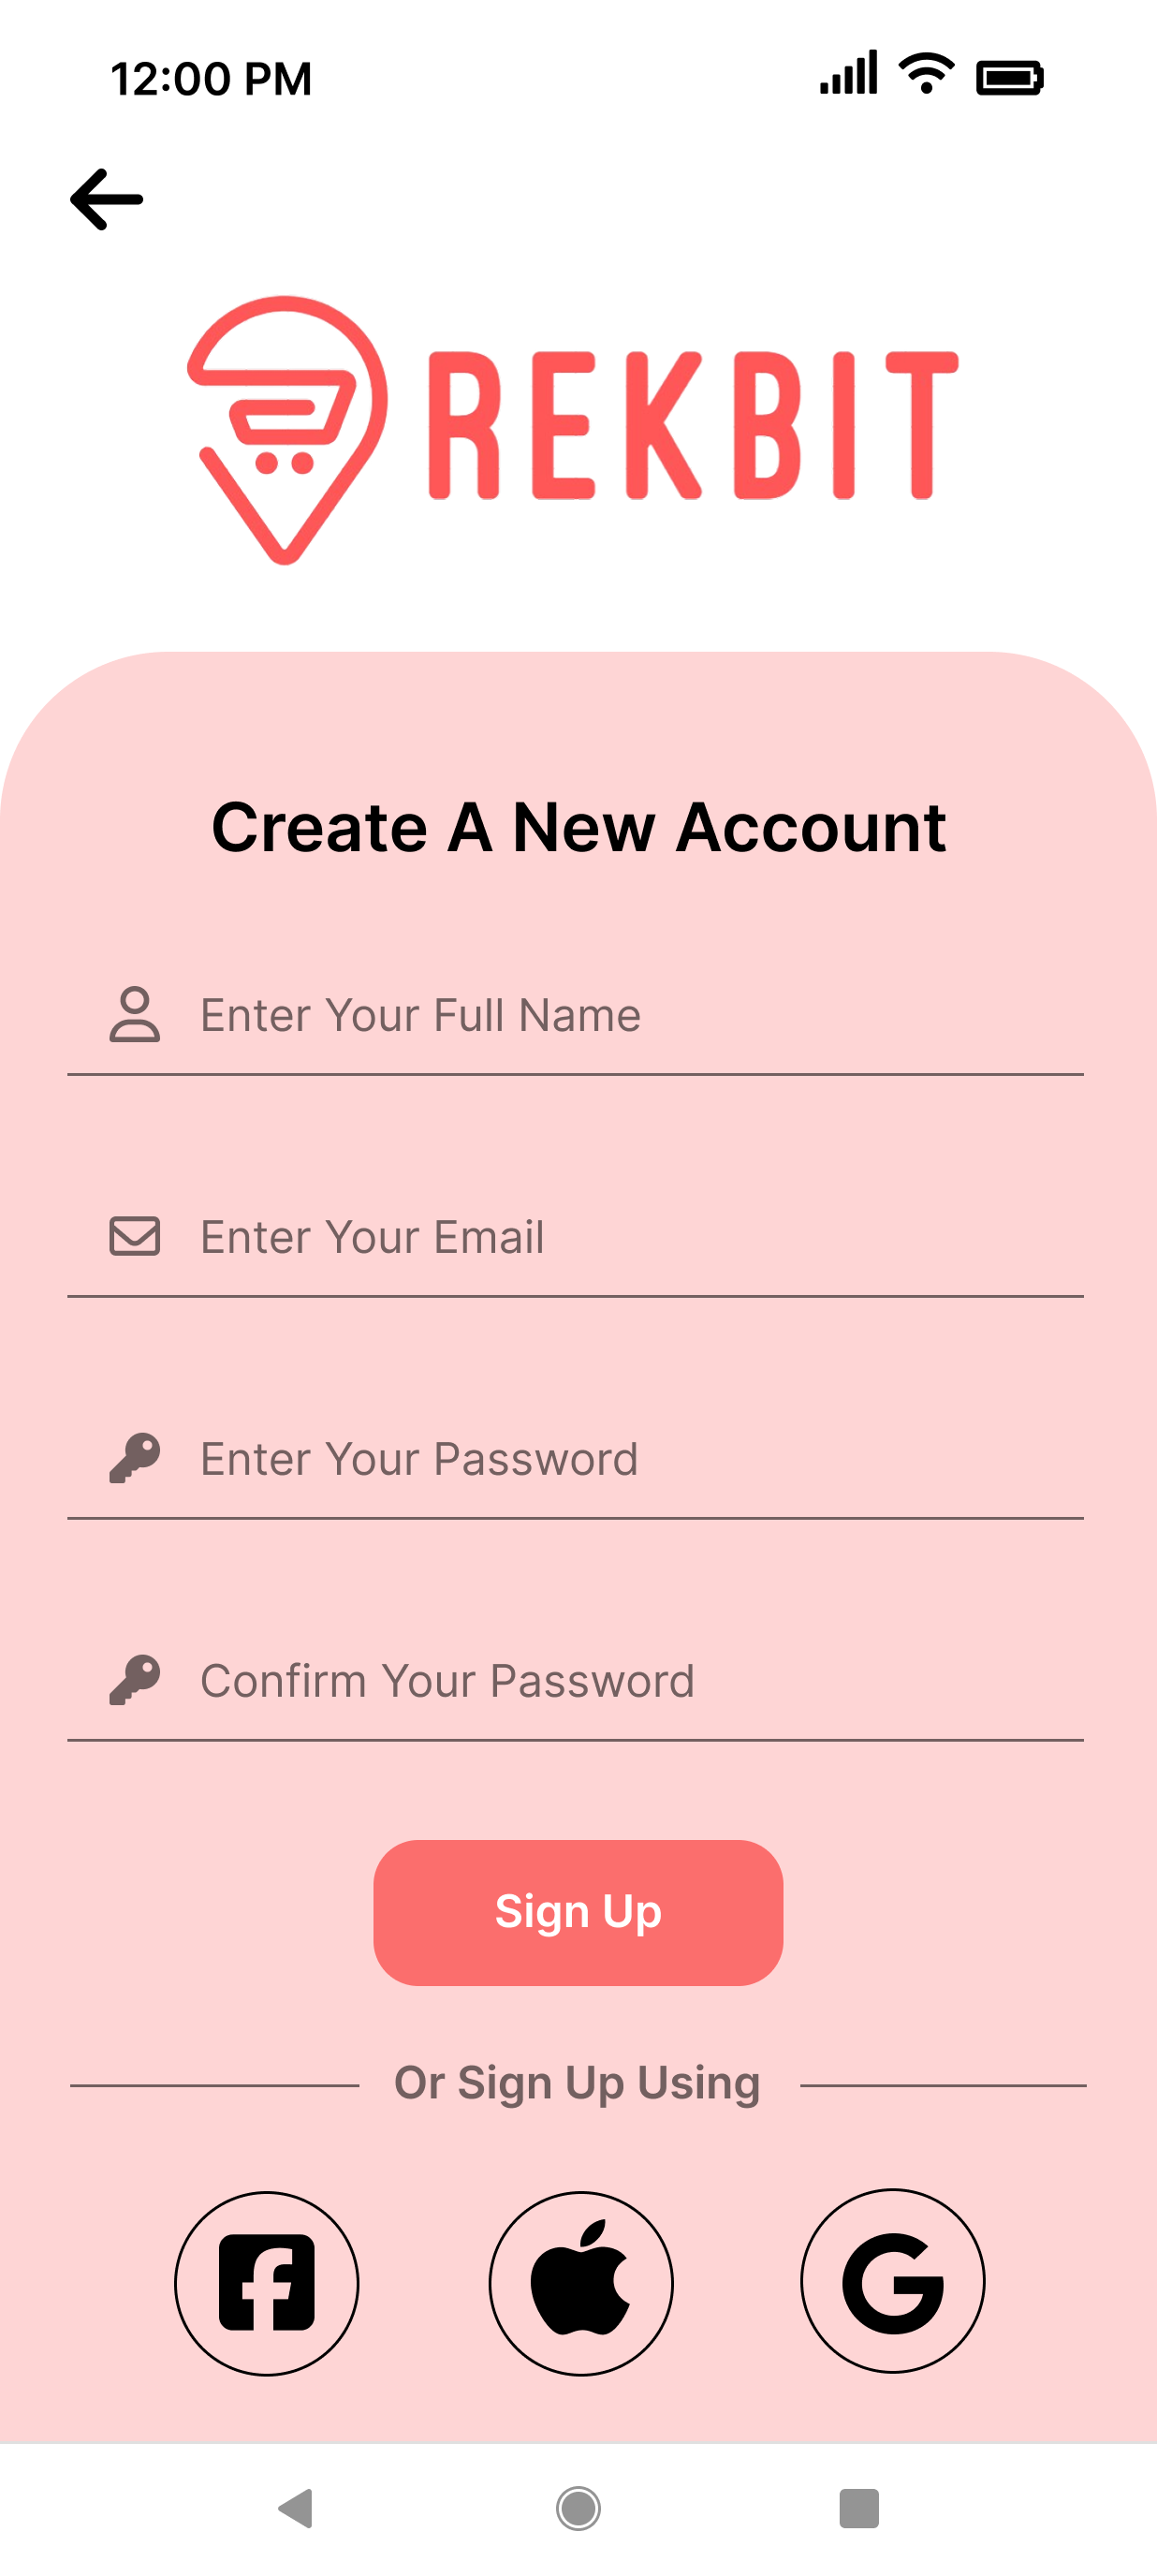 12:00 PM
REKBIT
Create A New Account
Enter Your Full Name
Enter Your Email
Enter Your Password
Confirm Your Password
Sign Up
Or Sign Up Using